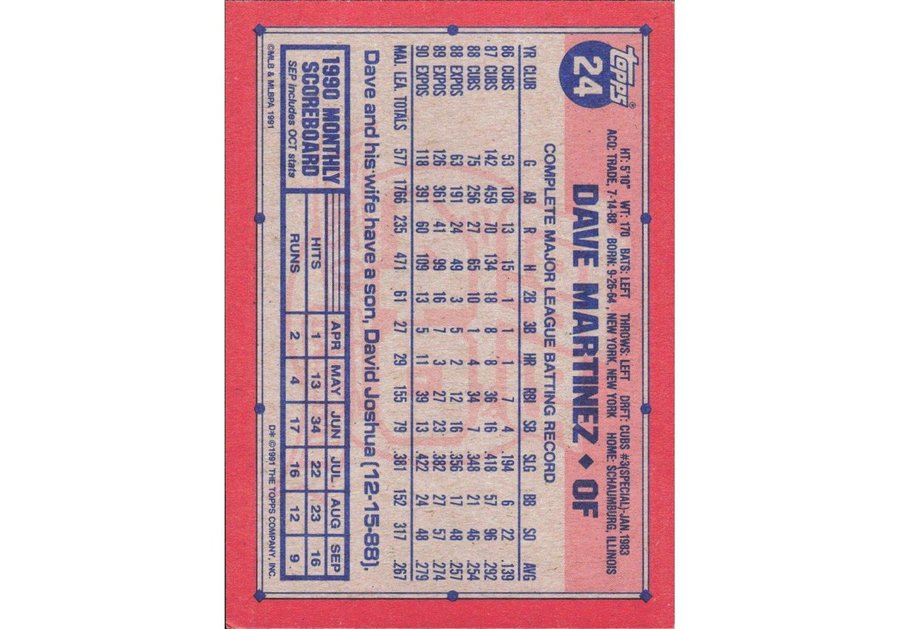 topps®
24
HT: 5'10" WT: 170 BATS: LEFT THROWS: LEFT DRFT: CUBS #3(SPECIAL)-JAN 1983
ACQ: TRADE, 7-14-88 BORN: 9-26-64, NEW YORK, NEW YORK HOME: SCHAUMBURG, ILLINOIS
DAVE MARTINEZ ◆ OF
COMPLETE MAJOR LEAGUE BATTING RECORD
YR CLUB G AB R H 2B 3B HR RBI SB SLG BB SO AVG
86 CUBS 53 108 13 15 1 1 1 7 4 .194 6 22 .139
87 CUBS 142 459 70 134 18 8 8 36 16 .418 57 96 .292
88 CUBS 75 256 27 65 10 1 4 34 7 .348 21 46 .254
88 EXPOS 63 191 24 49 3 5 2 12 16 .356 17 48 .257
89 EXPOS 126 361 41 99 16 7 3 27 23 .382 27 57 .274
90 EXPOS 118 391 60 109 13 5 11 39 13 .422 24 48 .279
MAJ. LEA. TOTALS 577 1766 235 471 61 27 29 155 79 .381 152 317 .267
Dave and his wife have a son, David Joshua (12-15-88).
1990 MONTHLY
SCOREBOARD
SEP includes OCT stats
APR MAY JUN JUL AUG SEP
HITS 1 13 34 22 23 16
RUNS 2 4 17 16 12 9
©MLB & MLBPA 1991
D* ©1991 THE TOPPS COMPANY, INC.